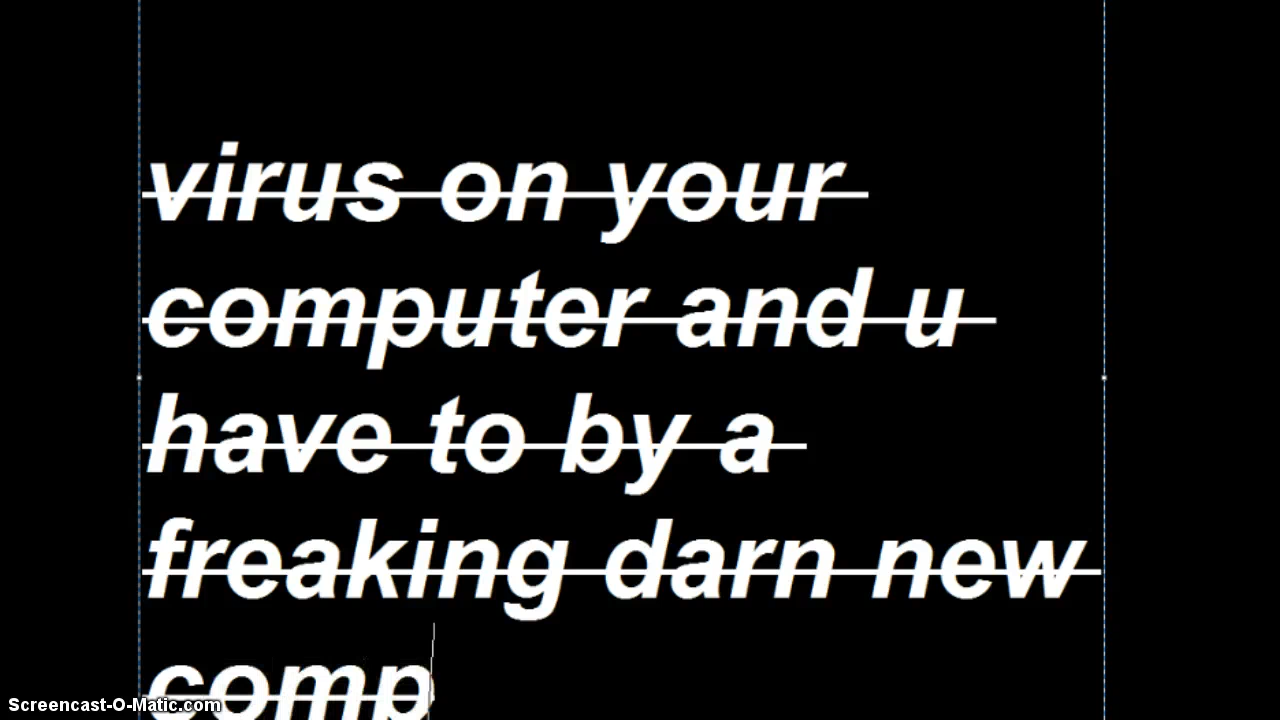 virus on your
computer and u
have to by a
freaking darn new
comp
Screencast-O-Matic.com